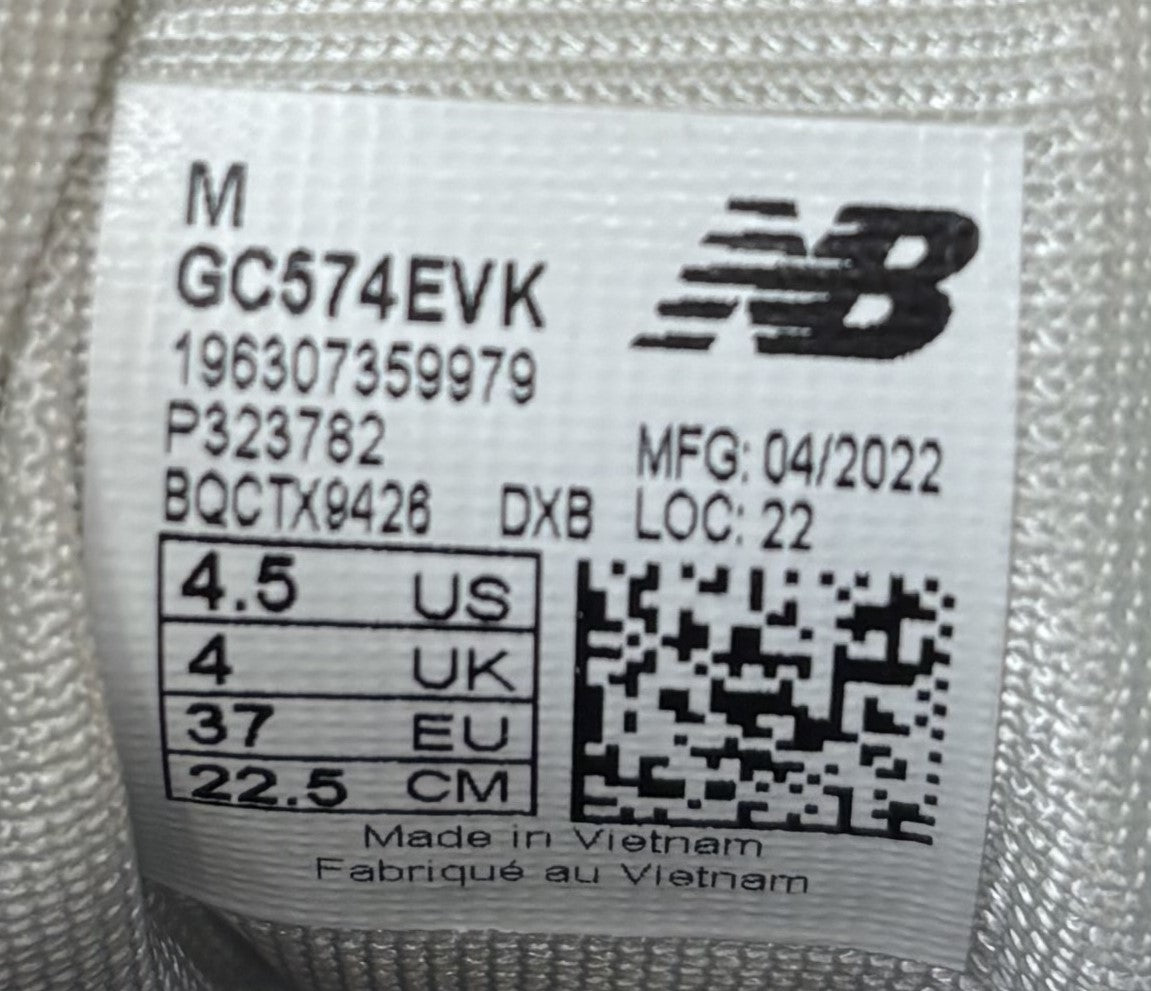 M
NB
GC574EVK
196307359979
P323782
MFG: 04/2022
BQCTX9426 DXB LOC: 22
4.5 US
4 UK
37 EU
22.5 CM
Made in Vietnam
Fabriqué au Vietnam